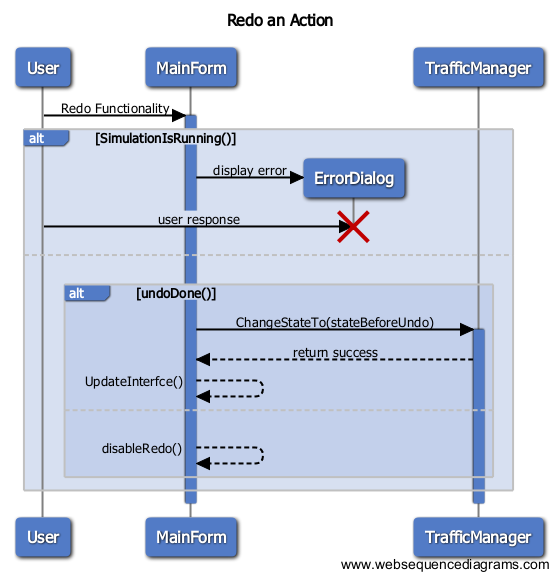 Redo an Action
User MainForm TrafficManager
Redo Functionality
alt [SimulationIsRunning()]
display error ErrorDialog
user response
alt [undoDone()]
ChangeStateTo(stateBeforeUndo)
return success
UpdateInterfce()
disableRedo()
User MainForm TrafficManager
www.websequencediagrams.com